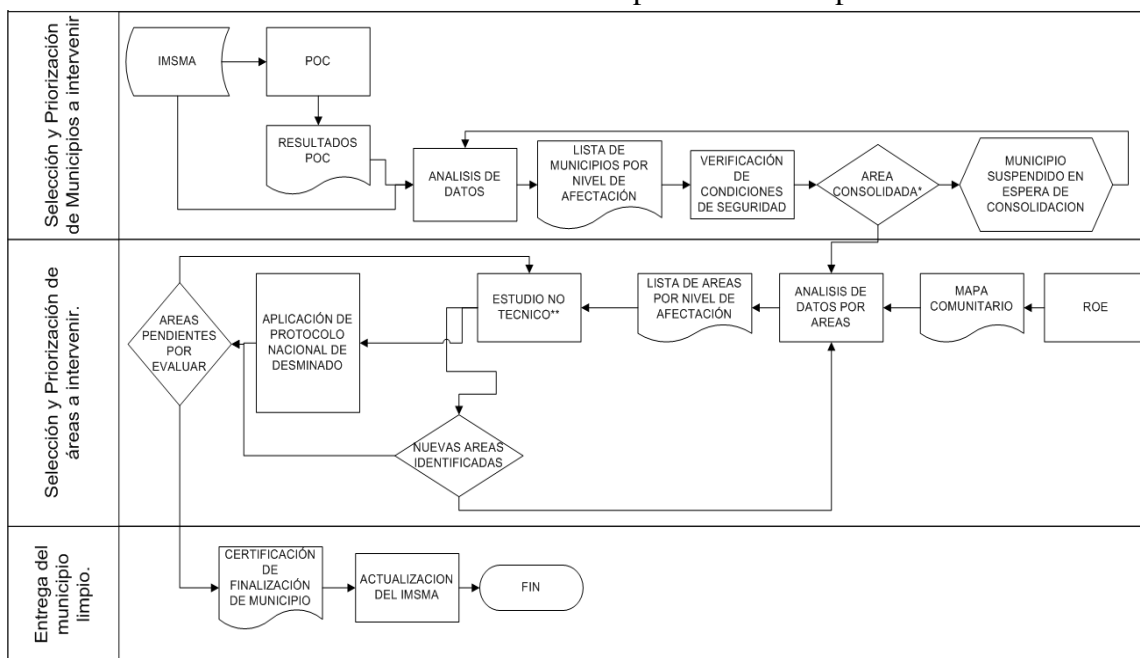 Selección y Priorización
de Municipios a intervenir
IMSMA
POC
RESULTADOS
POC
ANALISIS DE
DATOS
LISTA DE
MUNICIPIOS POR
NIVEL DE
AFECTACIÓN
VERIFICACIÓN
DE
CONDICIONES
DE SEGURIDAD
AREA
CONSOLIDADA*
MUNICIPIO
SUSPENDIDO EN
ESPERA DE
CONSOLIDACION
Selección y Priorización de
áreas a intervenir.
AREAS
PENDIENTES
POR
EVALUAR
APLICACIÓN DE
PROTOCOLO
NACIONAL DE
DESMINADO
ESTUDIO NO
TECNICO**
LISTA DE AREAS
POR NIVEL DE
AFECTACIÓN
ANALISIS DE
DATOS POR
AREAS
MAPA
COMUNITARIO
ROE
NUEVAS AREAS
IDENTIFICADAS
Entrega del
municipio
limpio.
CERTIFICACIÓN
DE
FINALIZACIÓN
DE MUNICIPIO
ACTUALIZACION
DEL IMSMA
FIN